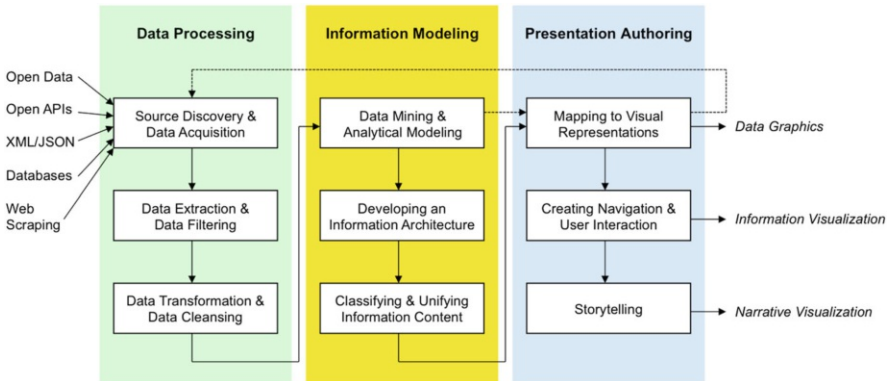 Data Processing
Information Modeling
Presentation Authoring
Open Data
Open APIs
XML/JSON
Databases
Web
Scraping
Source Discovery &
Data Acquisition
Data Extraction &
Data Filtering
Data Transformation &
Data Cleansing
Data Mining &
Analytical Modeling
Developing an
Information Architecture
Classifying & Unifying
Information Content
Mapping to Visual
Representations
Creating Navigation &
User Interaction
Storytelling
Data Graphics
Information Visualization
Narrative Visualization